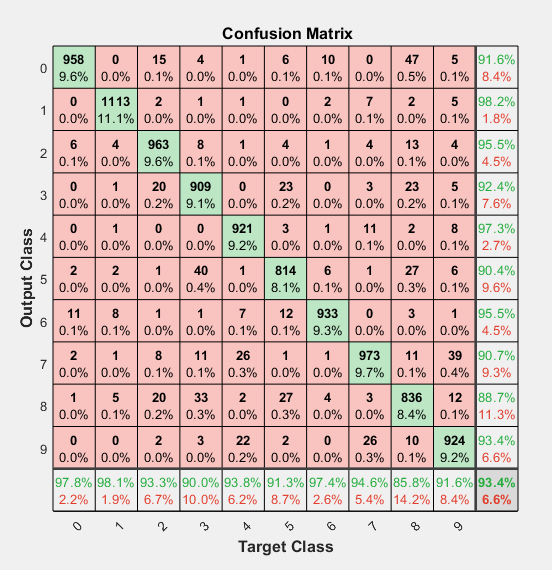 Confusion Matrix
0 958 0 15 4 1 6 10 0 47 5 91.6%
9.6% 0.0% 0.1% 0.0% 0.0% 0.1% 0.1% 0.0% 0.5% 0.1% 8.4%
1 0 1113 2 1 1 0 2 7 2 5 98.2%
0.0% 11.1% 0.0% 0.0% 0.0% 0.0% 0.0% 0.1% 0.0% 0.1% 1.8%
2 6 4 963 8 1 4 1 4 13 4 95.5%
0.1% 0.0% 9.6% 0.1% 0.0% 0.0% 0.0% 0.0% 0.1% 0.0% 4.5%
3 0 1 20 909 0 23 0 3 23 5 92.4%
0.0% 0.0% 0.2% 9.1% 0.0% 0.2% 0.0% 0.0% 0.2% 0.1% 7.6%
4 0 1 0 0 921 3 1 11 2 8 97.3%
0.0% 0.0% 0.0% 0.0% 9.2% 0.0% 0.0% 0.1% 0.0% 0.1% 2.7%
5 2 2 1 40 1 814 6 1 27 6 90.4%
0.0% 0.0% 0.0% 0.4% 0.0% 8.1% 0.1% 0.0% 0.3% 0.1% 9.6%
6 11 8 1 1 7 12 933 0 3 1 95.5%
0.1% 0.1% 0.0% 0.0% 0.1% 0.1% 9.3% 0.0% 0.0% 0.0% 4.5%
7 2 1 8 11 26 1 1 973 11 39 90.7%
0.0% 0.0% 0.1% 0.1% 0.3% 0.0% 0.0% 9.7% 0.1% 0.4% 9.3%
8 1 5 20 33 2 27 4 3 836 12 88.7%
0.0% 0.1% 0.2% 0.3% 0.0% 0.3% 0.0% 0.0% 8.4% 0.1% 11.3%
9 0 0 2 3 22 2 0 26 10 924 93.4%
0.0% 0.0% 0.0% 0.0% 0.2% 0.0% 0.0% 0.3% 0.1% 9.2% 6.6%
97.8% 98.1% 93.3% 90.0% 93.8% 91.3% 97.4% 94.6% 85.8% 91.6% 93.4%
2.2% 1.9% 6.7% 10.0% 6.2% 8.7% 2.6% 5.4% 14.2% 8.4% 6.6%
0 1 2 3 4 5 6 7 8 9
Target Class
Output Class